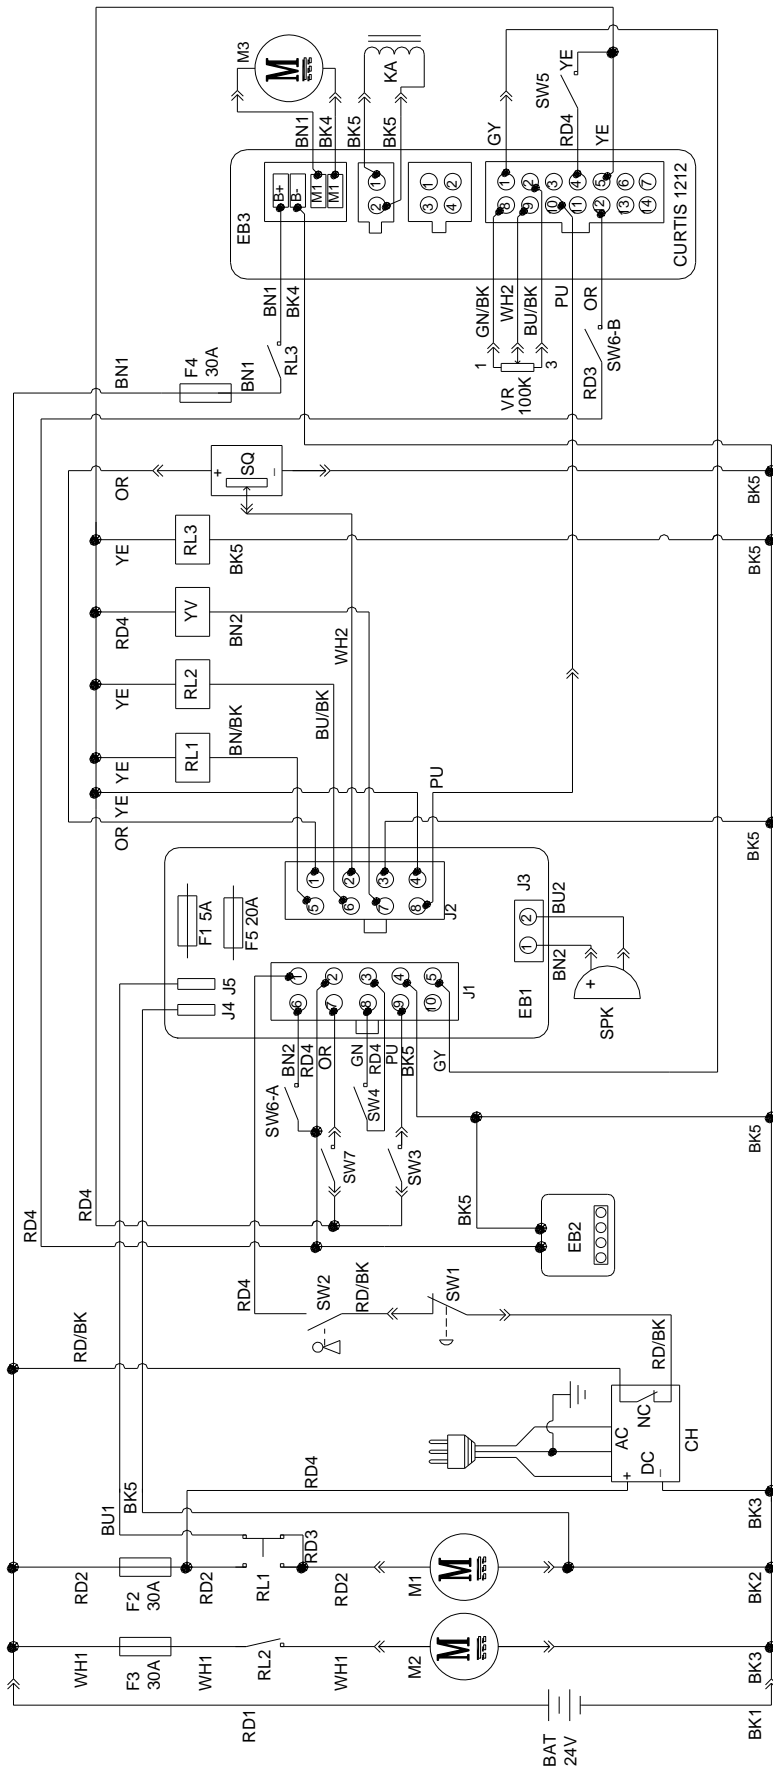 RD1
RD/BK
RD4
RD4
BN1
WH1
F3
30A
WH1
RL2
WH1
M2
M
BK3
BAT
24V
BK1
RD2
F2
30A
RD2
RL1
RD3
RD2
M1
M
BK2
BU1
BK5
RD4
BK3
AC
NC
+
DC
−
CH
RD/BK
RD4
SW2
RD/BK
SW1
SW6-A
SW7
SW4
SW3
BN2
RD4
OR
GN
RD4
PU
BK5
GY
BK5
EB2
BK5
J4
J5
F1 5A
F5 20A
1
2
3
4
5
6
7
8
9
10
J1
EB1
1
2
3
4
5
6
7
8
J2
1
2
J3
BN2
BU2
+
SPK
OR
YE
YE
RL1
BN/BK
YE
RL2
BU/BK
RD4
YV
BN2
WH2
PU
YE
RL3
BK5
OR
+
SQ
−
BK5
BK5
BK5
F4
30A
BN1
RL3
BN1
BK4
1
VR
100K
3
GN/BK
WH2
BU/BK
PU
RD3
SW6-B
OR
EB3
B+
B-
M1
M1
1
2
1
2
3
4
1
2
3
4
5
6
7
8
9
10
11
12
13
14
CURTIS 1212
M3
M
BN1
BK4
BK5
KA
BK5
GY
SW5
RD4
YE
YE